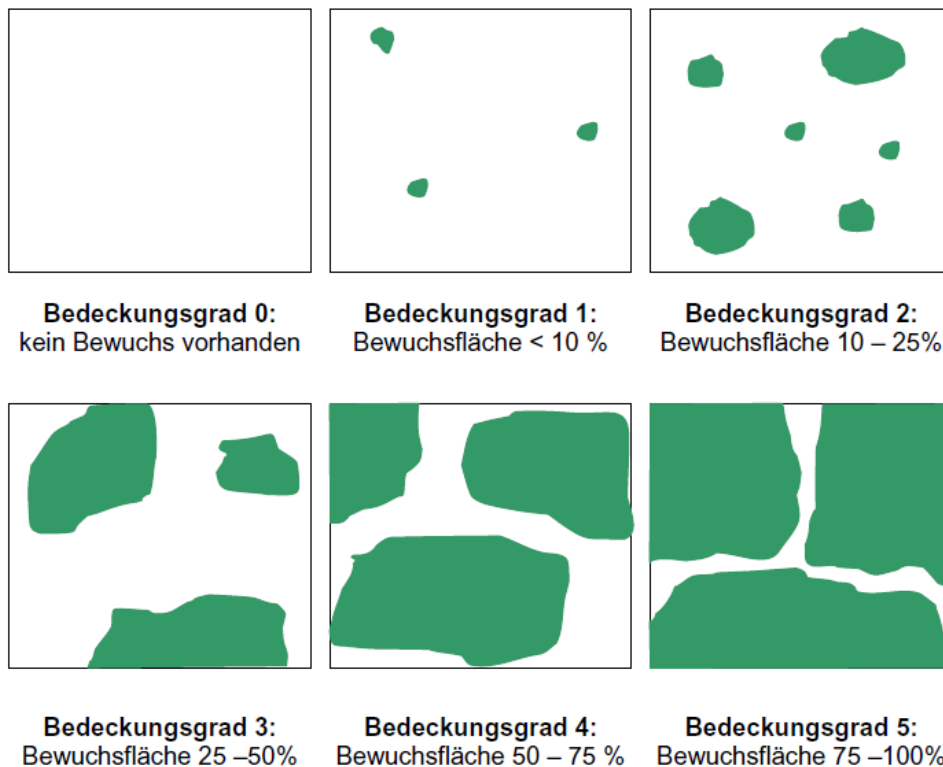 Bedeckungsgrad 0:
kein Bewuchs vorhanden
Bedeckungsgrad 1:
Bewuchsfläche < 10 %
Bedeckungsgrad 2:
Bewuchsfläche 10 – 25%
Bedeckungsgrad 3:
Bewuchsfläche 25 –50%
Bedeckungsgrad 4:
Bewuchsfläche 50 – 75 %
Bedeckungsgrad 5:
Bewuchsfläche 75 –100%